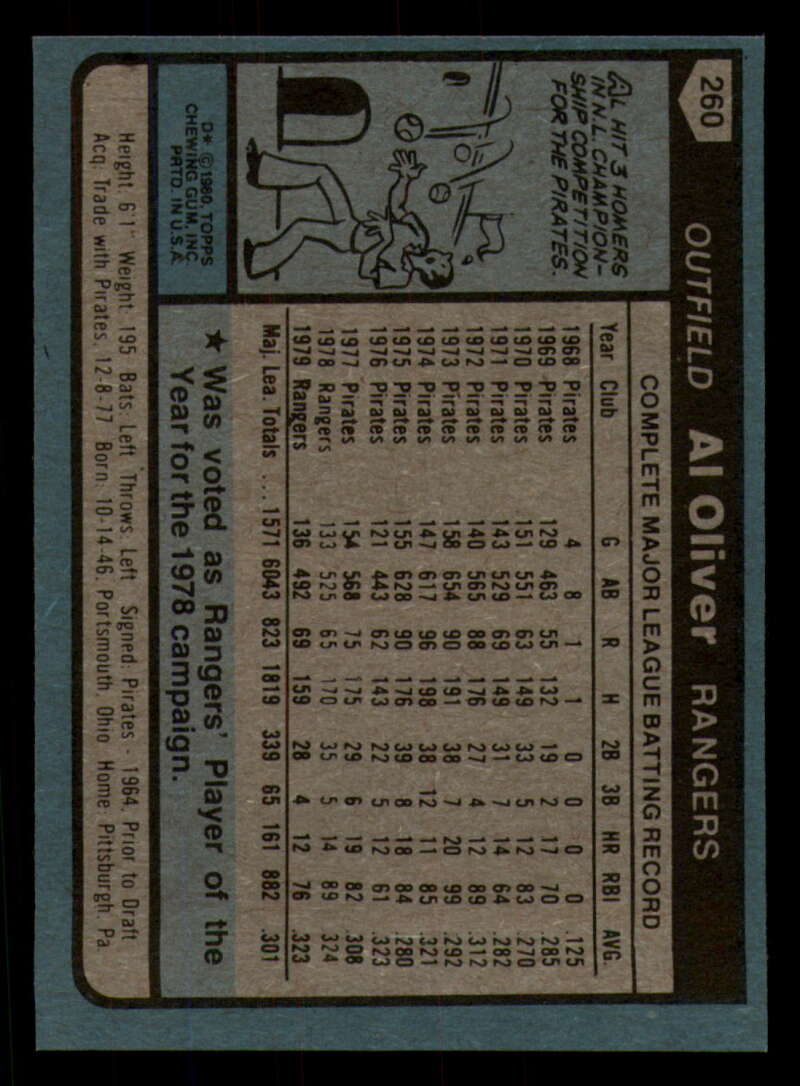 260
OUTFIELD Al Oliver RANGERS
AL HIT 3 HOMERS
IN N.L. CHAMPION-
SHIP COMPETITION
FOR THE PIRATES.
COMPLETE MAJOR LEAGUE BATTING RECORD
Year Club G AB R H 2B 3B HR RBI AVG.
1968 Pirates 4 8 1 1 0 0 0 0 .125
1969 Pirates 129 463 55 132 19 2 17 70 .285
1970 Pirates 151 551 63 149 33 5 12 83 .270
1971 Pirates 143 529 69 149 31 7 14 64 .282
1972 Pirates 140 565 88 176 27 4 12 89 .312
1973 Pirates 158 654 90 191 38 7 20 99 .292
1974 Pirates 147 617 96 198 38 12 11 85 .321
1975 Pirates 155 628 90 176 39 8 18 84 .280
1976 Pirates 121 443 62 143 22 5 12 61 .323
1977 Pirates 154 568 75 175 29 6 19 82 .308
1978 Rangers 133 525 65 170 35 5 14 89 .324
1979 Rangers 136 492 69 159 28 4 12 76 .323
Maj. Lea. Totals ... 1571 6043 823 1819 339 65 161 882 .301
D* © 1980. TOPPS
CHEWING GUM, INC.
PRTD. IN U.S.A.
★ Was voted as Rangers' Player of the
Year for the 1978 campaign.
Height: 6'1" Weight: 195 Bats: Left Throws: Left Signed: Pirates - 1964, Prior to Draft
Acq: Trade with Pirates, 12-8-77 Born: 10-14-46, Portsmouth, Ohio Home: Pittsburgh, Pa